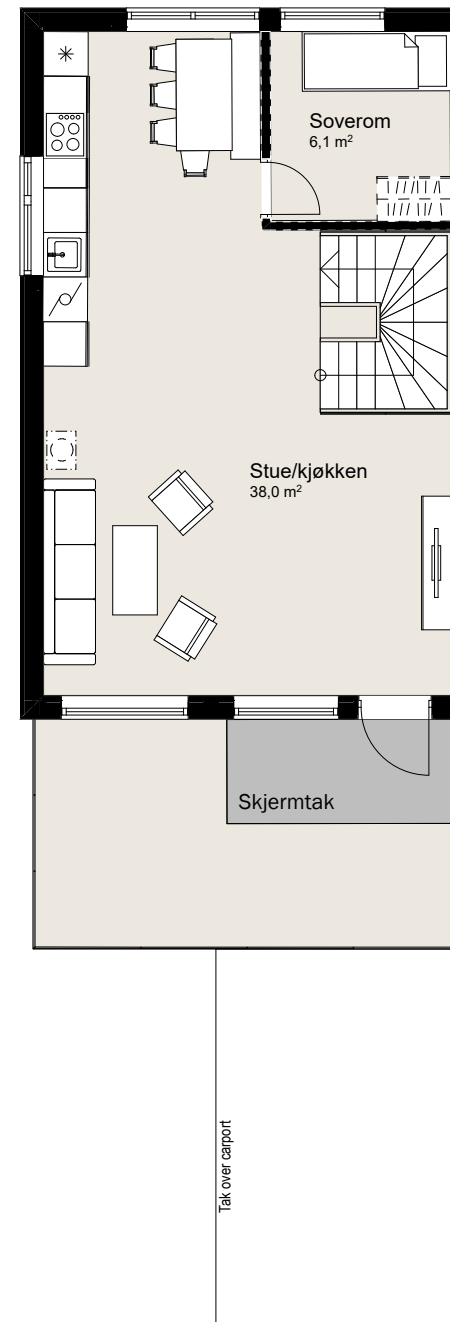 Soverom
6,1 m²
Stue/kjøkken
38,0 m²
Skjermtak
Tak over carport